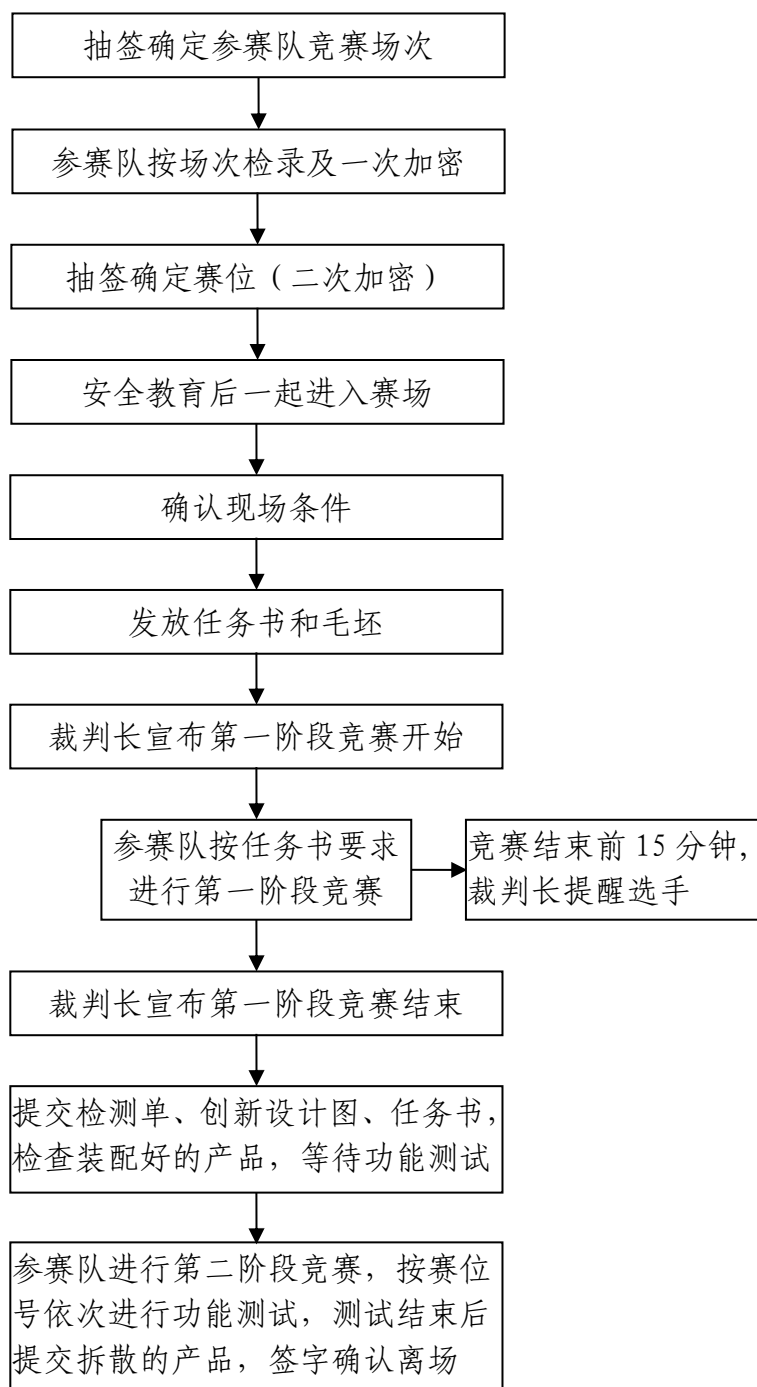 抽签确定参赛队竞赛场次
参赛队按场次检录及一次加密
抽签确定赛位（二次加密）
安全教育后一起进入赛场
确认现场条件
发放任务书和毛坯
裁判长宣布第一阶段竞赛开始
参赛队按任务书要求
进行第一阶段竞赛
竞赛结束前 15 分钟，
裁判长提醒选手
裁判长宣布第一阶段竞赛结束
提交检测单、创新设计图、任务书，
检查装配好的产品，等待功能测试
参赛队进行第二阶段竞赛，按赛位
号依次进行功能测试，测试结束后
提交拆散的产品，签字确认离场